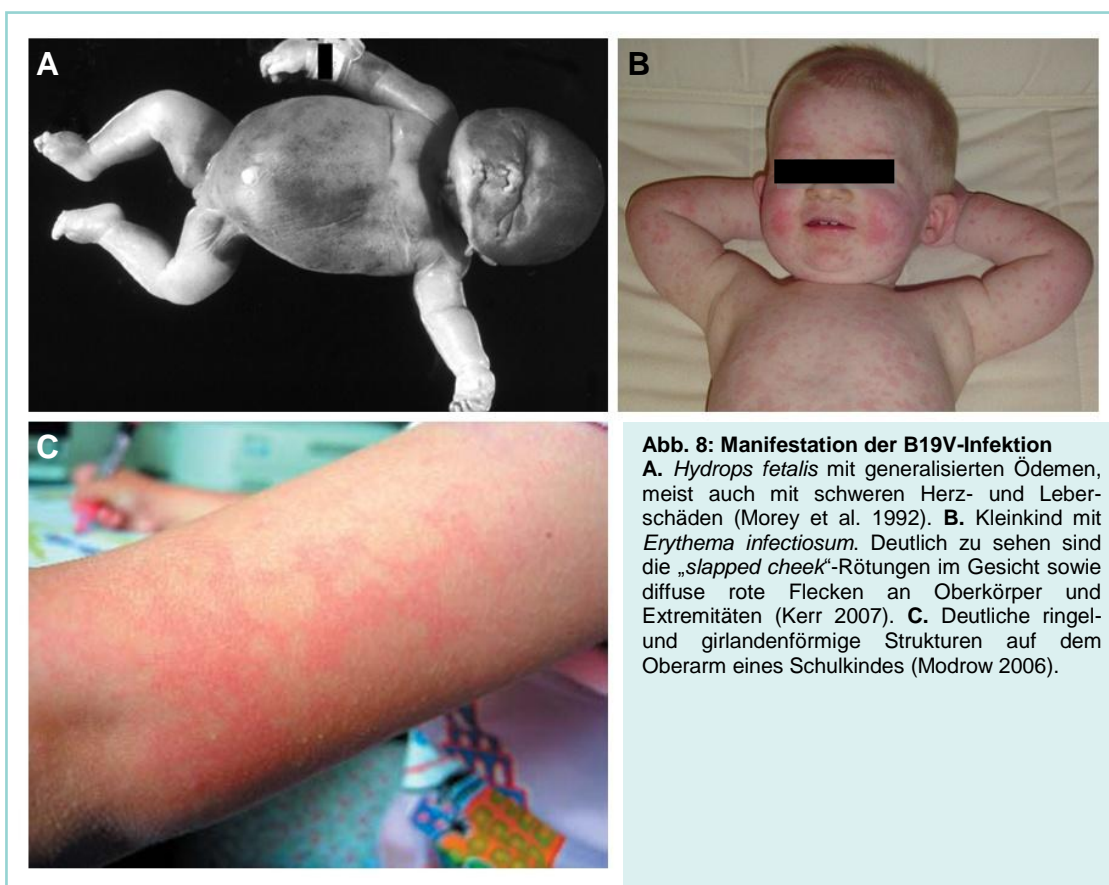 A
B
C
Abb. 8: Manifestation der B19V-Infektion
A. Hydrops fetalis mit generalisierten Ödemen,
meist auch mit schweren Herz- und Leber-
schäden (Morey et al. 1992). B. Kleinkind mit
Erythema infectiosum. Deutlich zu sehen sind
die „slapped cheek“-Rötungen im Gesicht sowie
diffuse rote Flecken an Oberkörper und
Extremitäten (Kerr 2007). C. Deutliche ringel-
und girlandenförmige Strukturen auf dem
Oberarm eines Schulkindes (Modrow 2006).